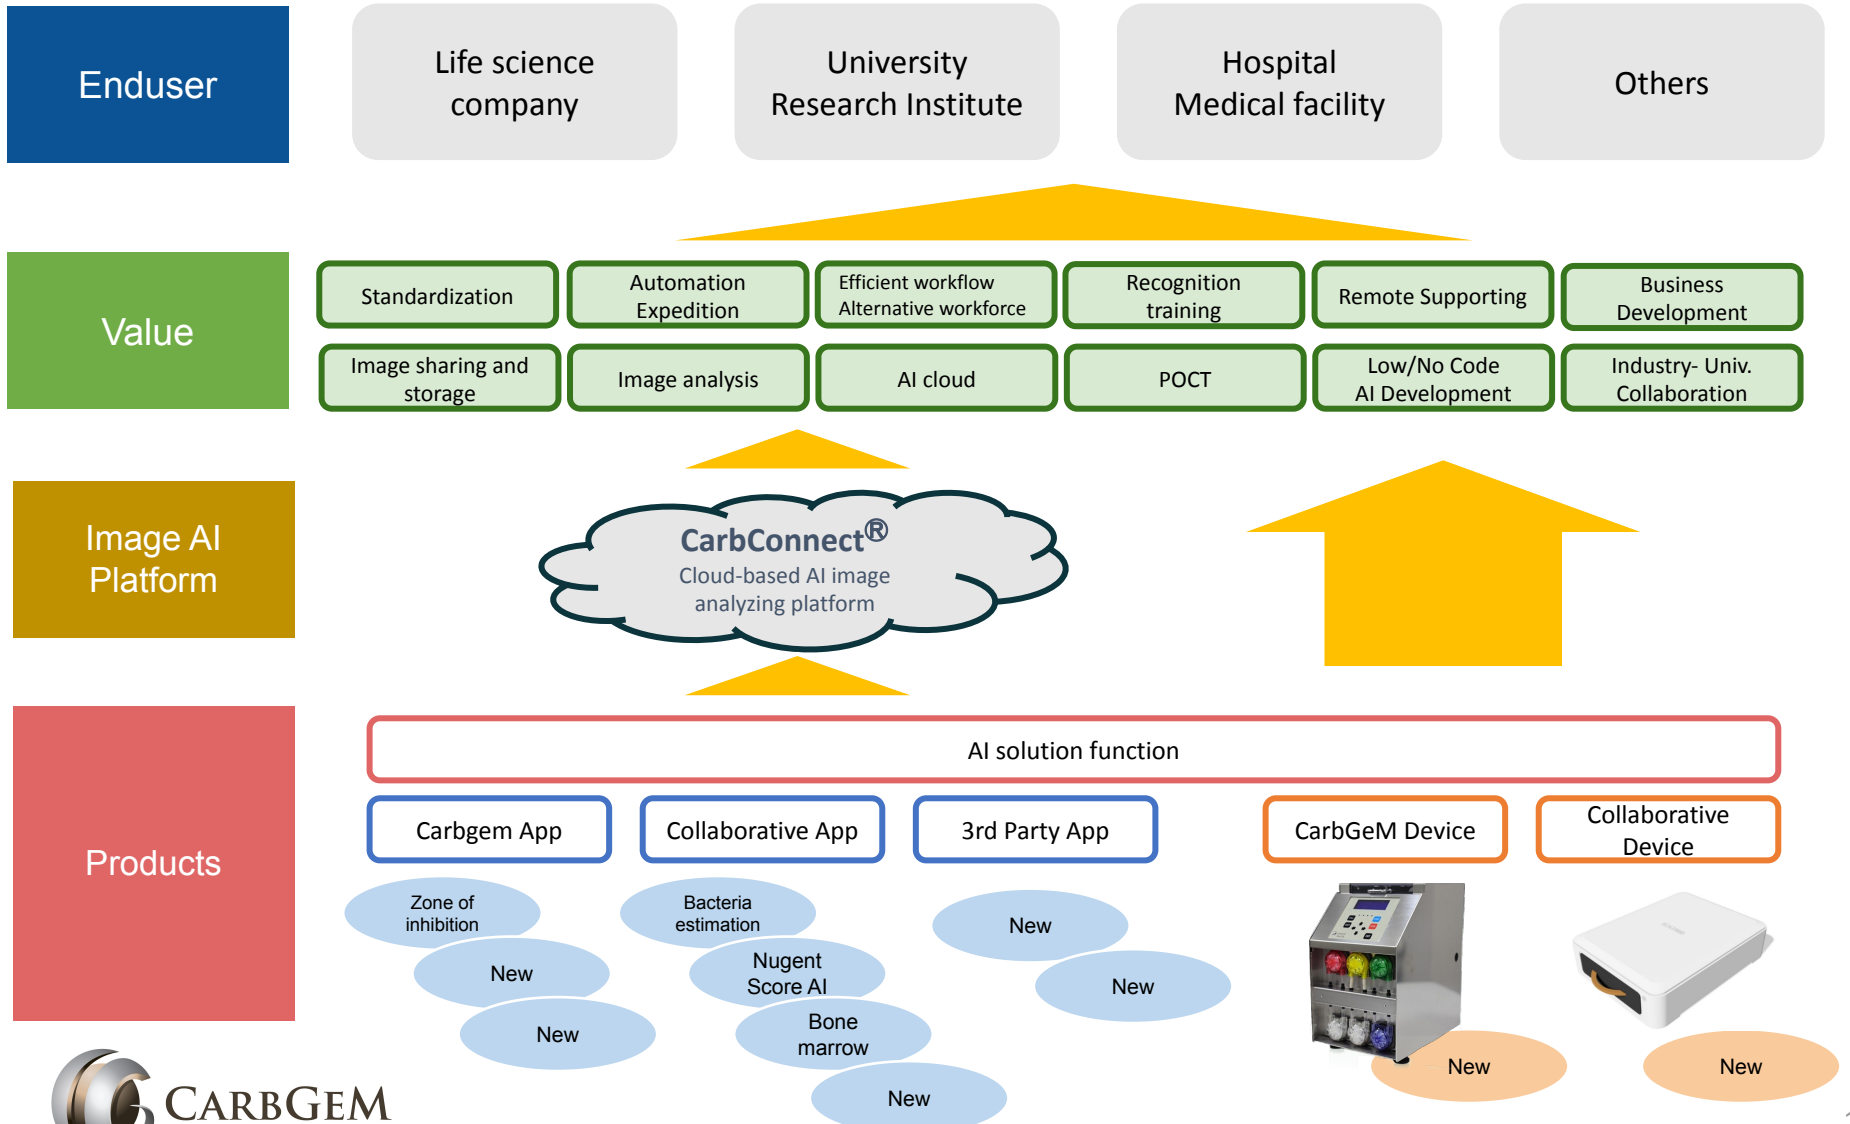 Enduser
Life science
company
University
Research Institute
Hospital
Medical facility
Others
Value
Standardization
Automation
Expedition
Efficient workflow
Alternative workforce
Recognition
training
Remote Supporting
Business
Development
Image sharing and
storage
Image analysis
AI cloud
POCT
Low/No Code
AI Development
Industry- Univ.
Collaboration
Image AI
Platform
CarbConnect®
Cloud-based AI image
analyzing platform
Products
AI solution function
Carbgem App
Collaborative App
3rd Party App
CarbGeM Device
Collaborative
Device
Zone of
inhibition
New
New
Bacteria
estimation
Nugent
Score AI
Bone
marrow
New
New
New
New
New
CARBGEM